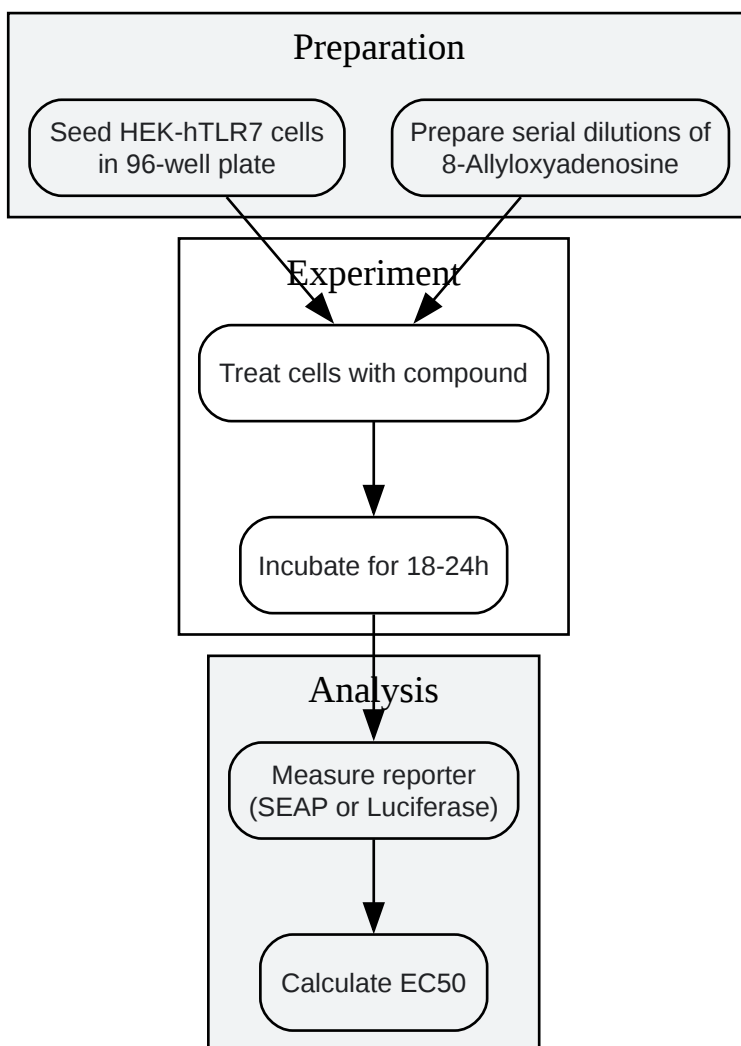 Preparation
Seed HEK-hTLR7 cells
in 96-well plate
Prepare serial dilutions of
8-Allyloxyadenosine
Experiment
Treat cells with compound
Incubate for 18-24h
Analysis
Measure reporter
(SEAP or Luciferase)
Calculate EC50